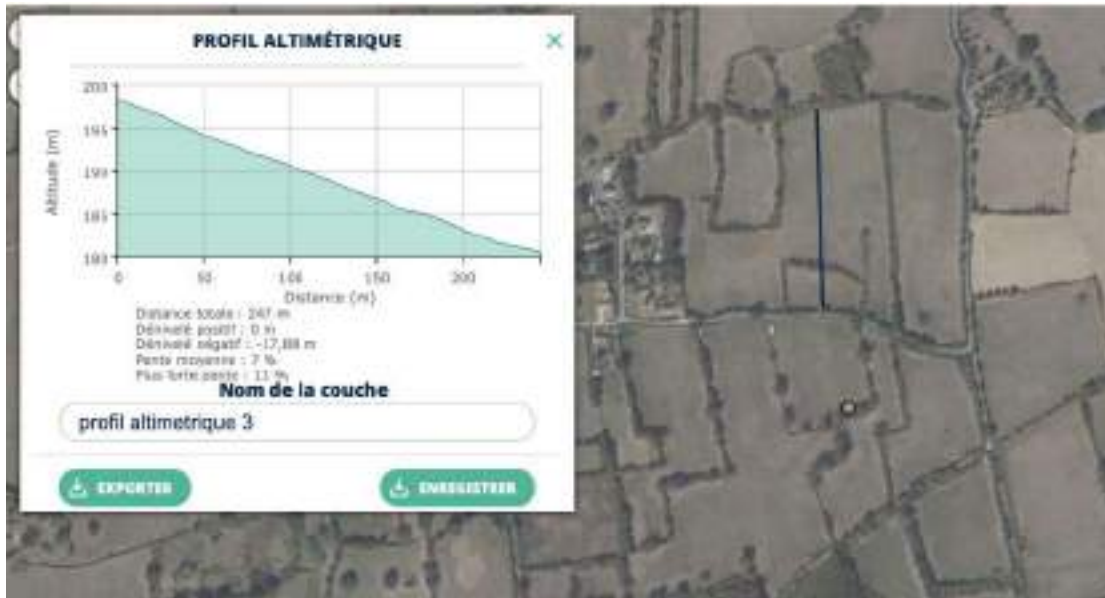 PROFIL ALTIMÉTRIQUE
200
195
190
185
180
Altitude (m)
0 50 100 150 200
Distance (m)
Distance totale : 247 m
Dénivelé positif : 0 m
Dénivelé négatif : -17,88 m
Pente moyenne : 7 %
Plus forte pente : 11 %
Nom de la couche
profil altimetrique 3
EXPORTER
ENREGISTRER